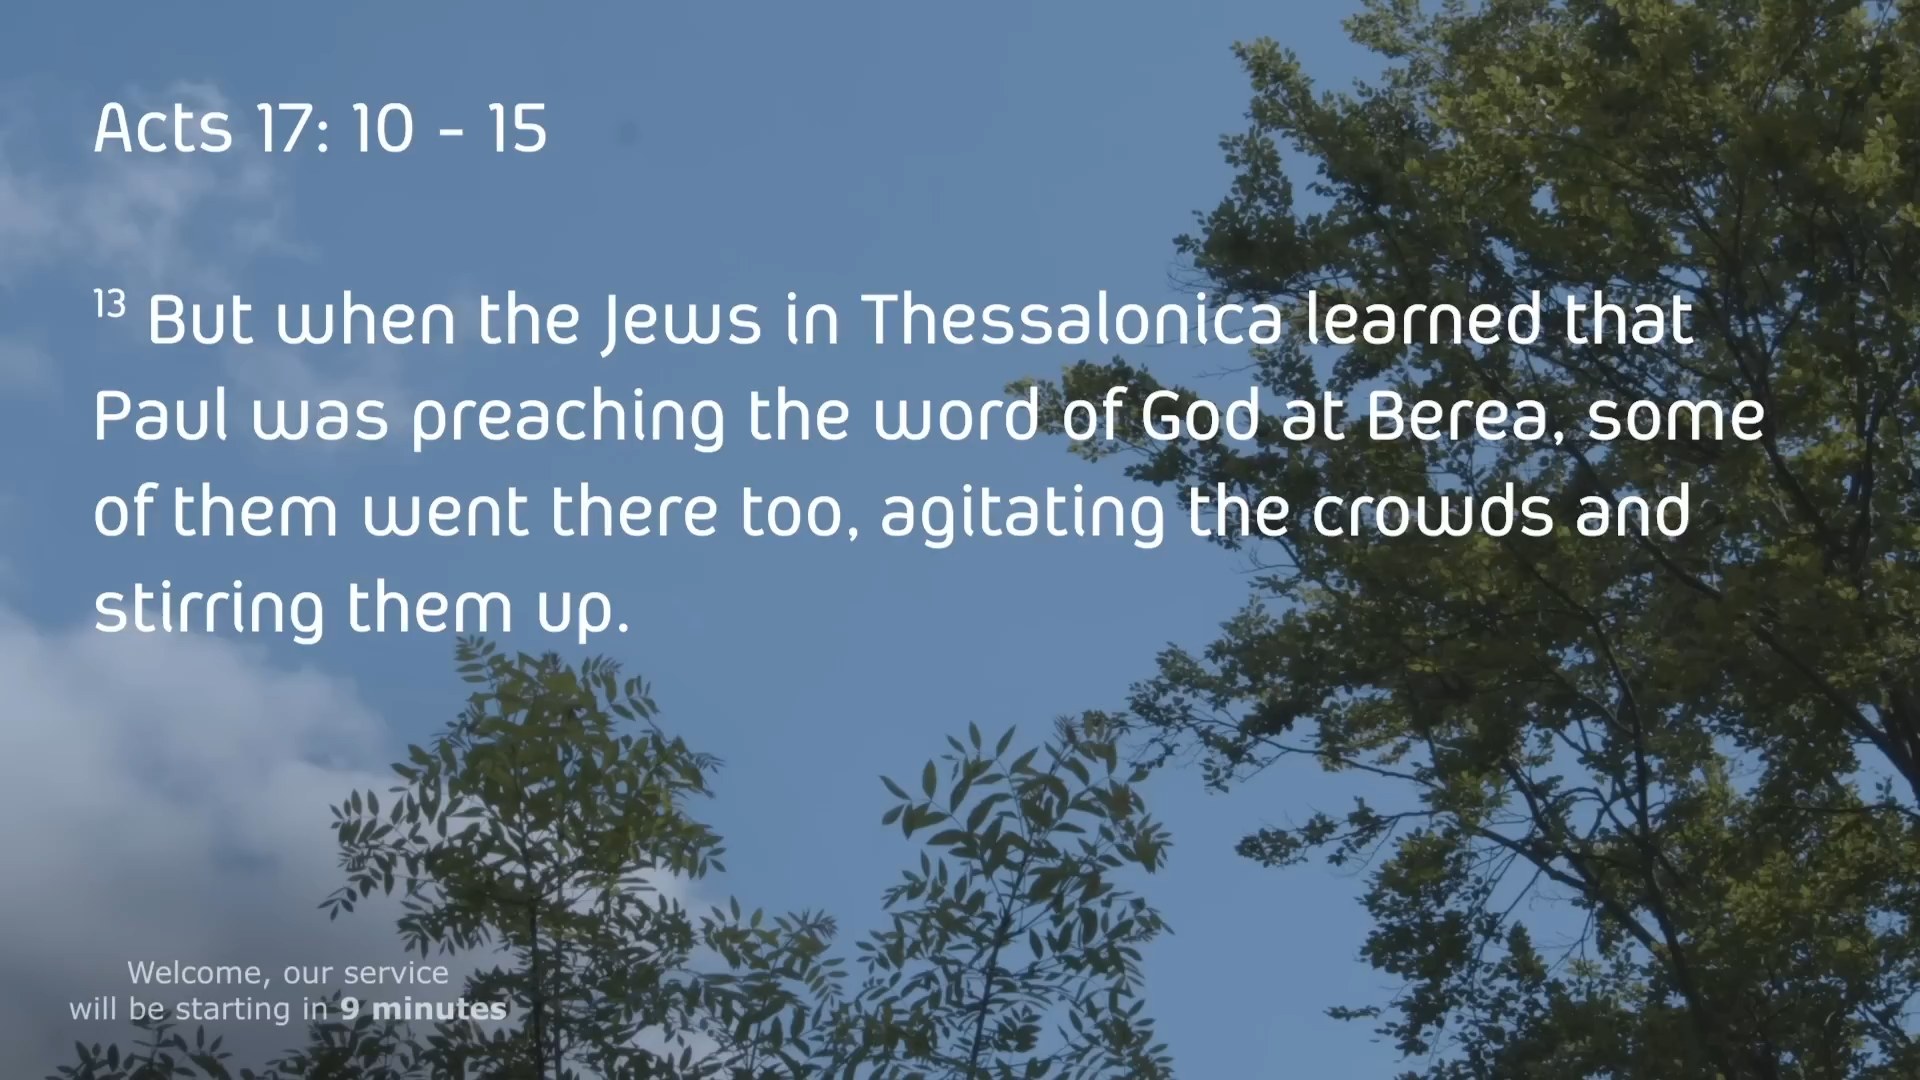 Acts 17: 10 - 15
13 But when the Jews in Thessalonica learned that
Paul was preaching the word of God at Berea, some
of them went there too, agitating the crowds and
stirring them up.
Welcome, our service
will be starting in 9 minutes